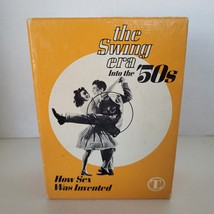 the
Swing
era
Into the '50s
How Sex
Was Invented
T